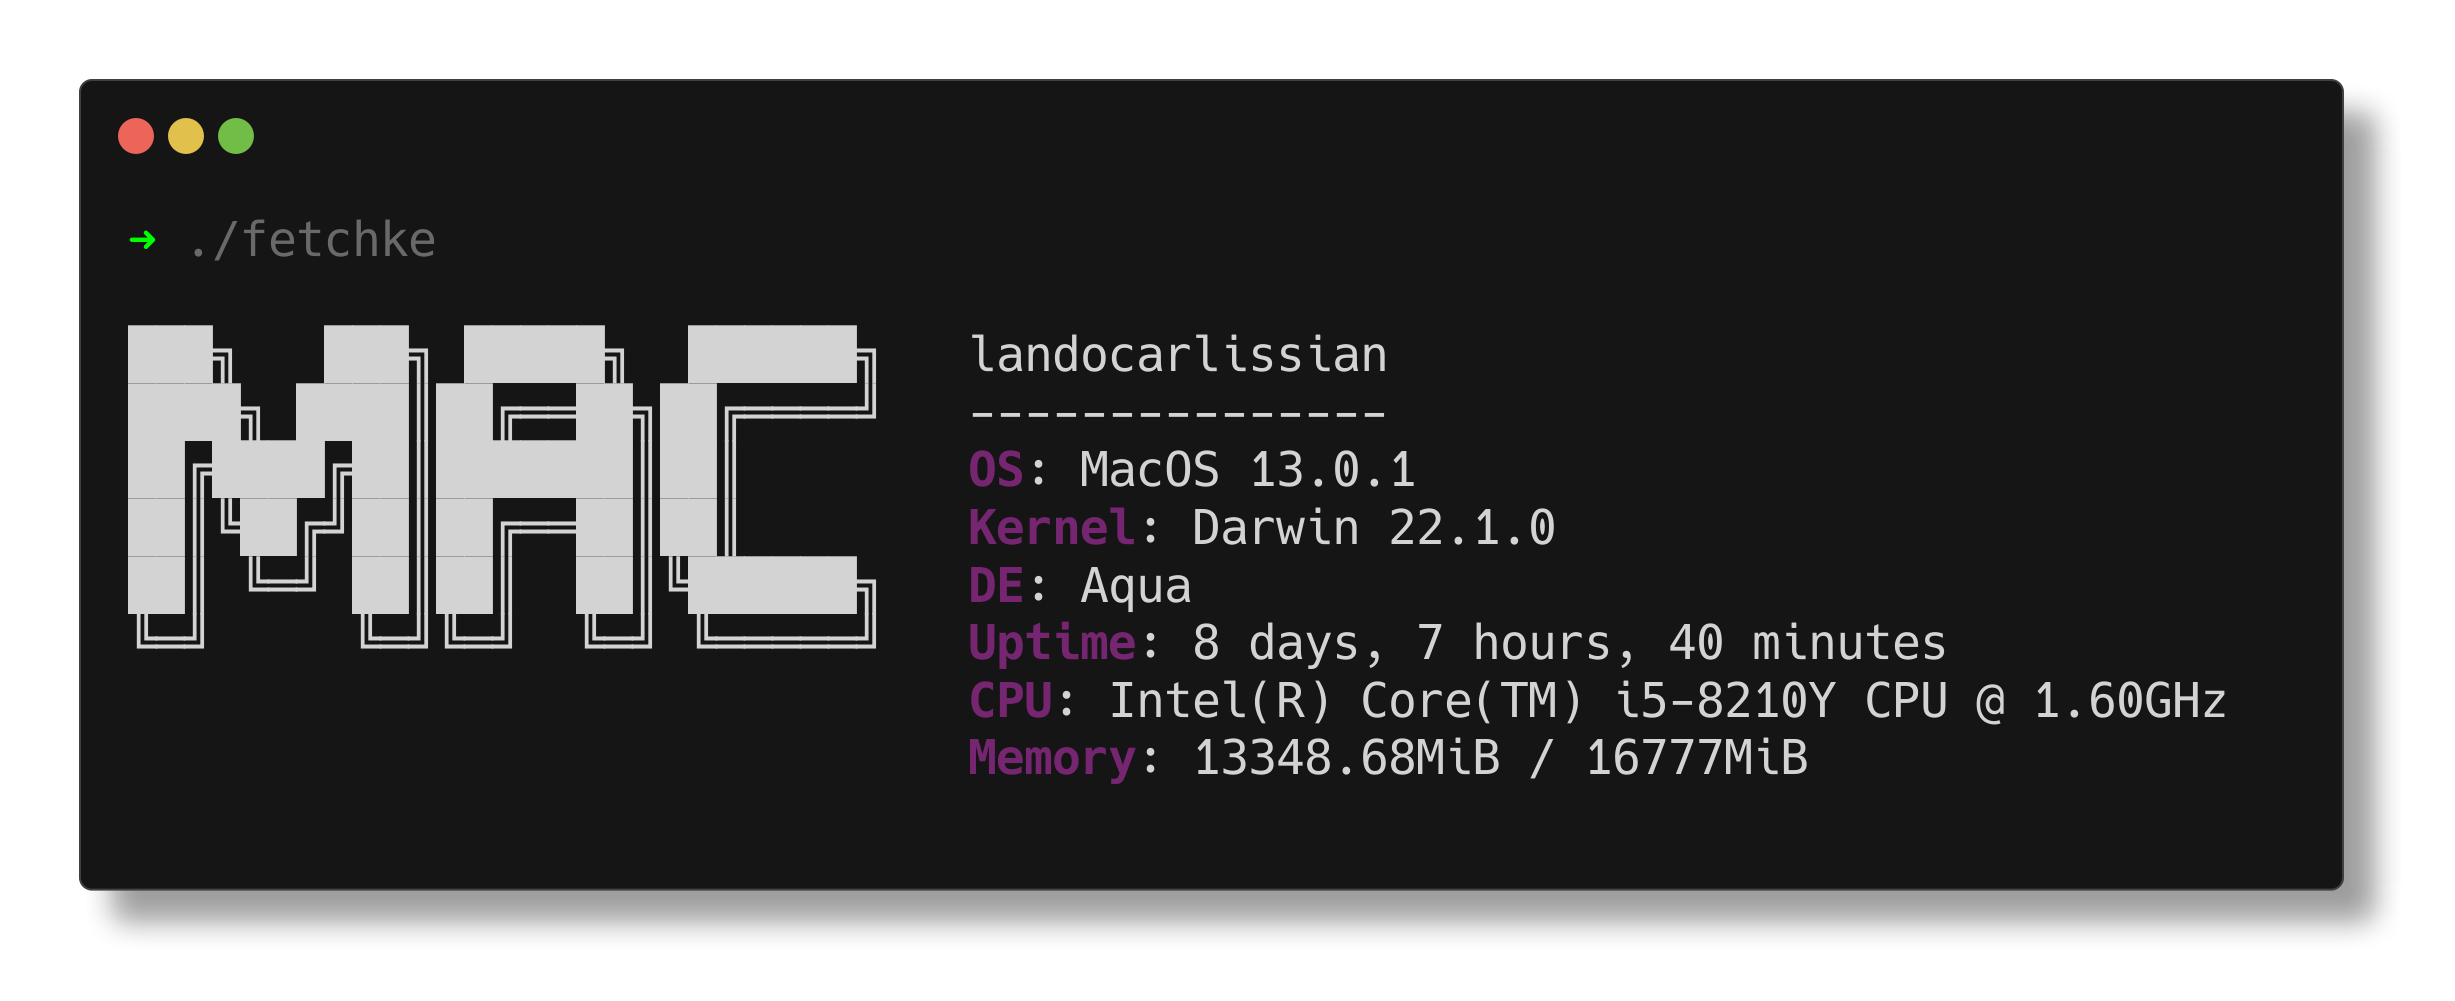 ➜ ./fetchke
MAC
landocarlissian
---------------
OS: MacOS 13.0.1
Kernel: Darwin 22.1.0
DE: Aqua
Uptime: 8 days, 7 hours, 40 minutes
CPU: Intel(R) Core(TM) i5-8210Y CPU @ 1.60GHz
Memory: 13348.68MiB / 16777MiB